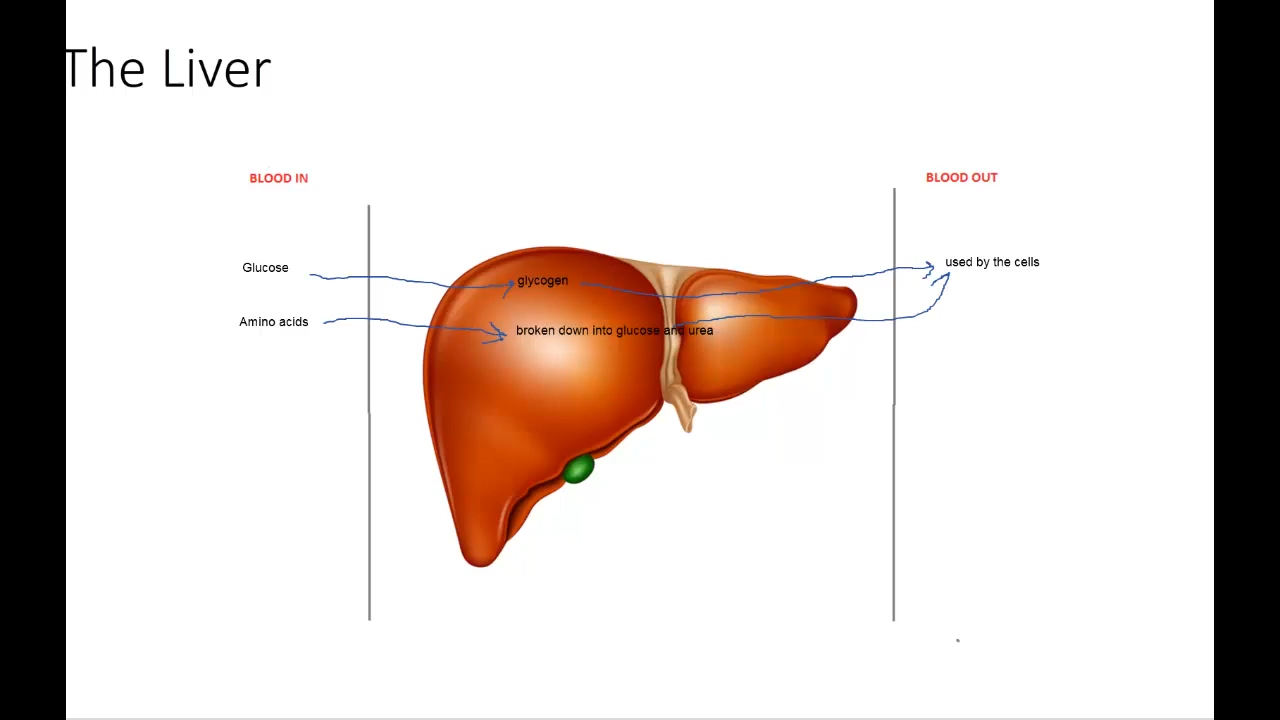 The Liver
BLOOD IN
BLOOD OUT
Glucose
glycogen
used by the cells
Amino acids
broken down into glucose and urea